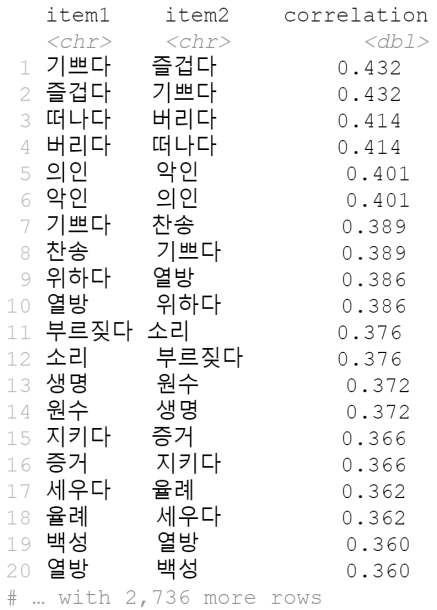 item1 item2 correlation
<chr> <chr> <dbl>
1 기쁘다 즐겁다 0.432
2 즐겁다 기쁘다 0.432
3 떠나다 버리다 0.414
4 버리다 떠나다 0.414
5 의인 악인 0.401
6 악인 의인 0.401
7 기쁘다 찬송 0.389
8 찬송 기쁘다 0.389
9 위하다 열방 0.386
10 열방 위하다 0.386
11 부르짖다 소리 0.376
12 소리 부르짖다 0.376
13 생명 원수 0.372
14 원수 생명 0.372
15 지키다 증거 0.366
16 증거 지키다 0.366
17 세우다 율례 0.362
18 율례 세우다 0.362
19 백성 열방 0.360
20 열방 백성 0.360
# … with 2,736 more rows